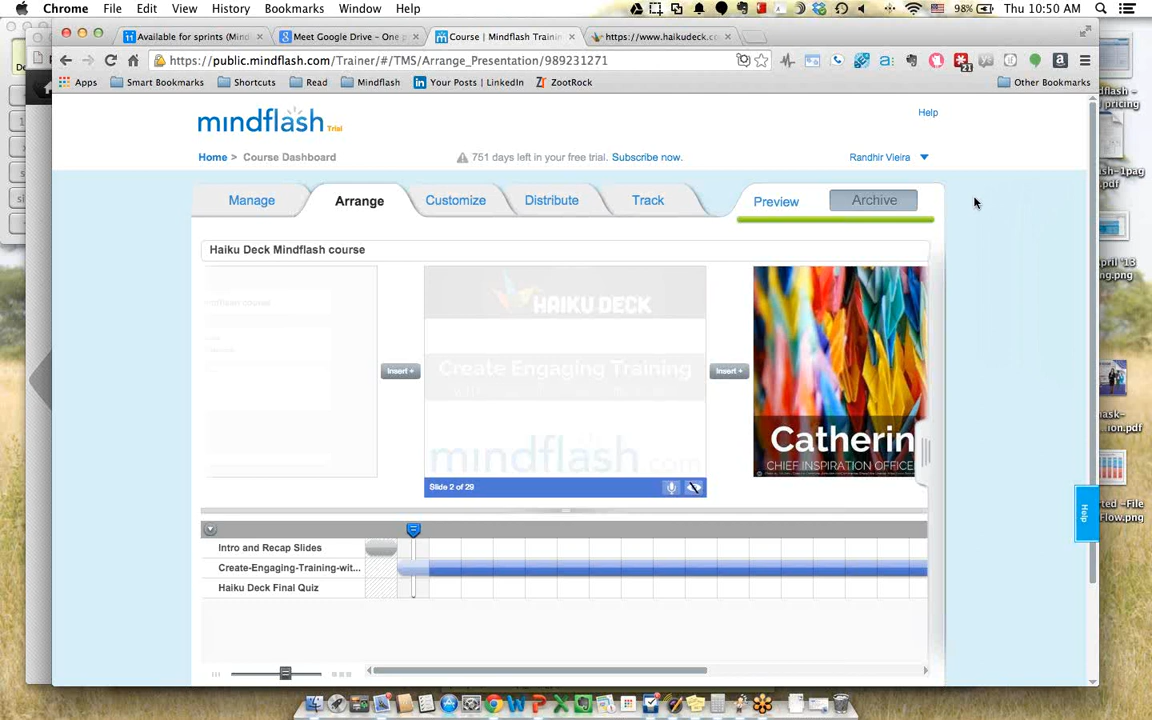 Chrome File Edit View History Bookmarks Window Help 98% Thu 10:50 AM
Available for sprints (Mind Meet Google Drive – One p Course | Mindflash Trainin https://www.haikudeck.co
https://public.mindflash.com/Trainer/#/TMS/Arrange_Presentation/989231271 21
Apps Smart Bookmarks Shortcuts Read Mindflash Your Posts | LinkedIn ZootRock Other Bookmarks
mindflash Trial
Help
Home > Course Dashboard 751 days left in your free trial. Subscribe now. Randhir Vieira
Manage Arrange Customize Distribute Track Preview Archive
Haiku Deck Mindflash course
HAIKU DECK
Insert + Create Engaging Training Insert +
mindflash.com
Catherin
CHIEF INSPIRATION OFFICE
Slide 2 of 29
Help
Intro and Recap Slides
Create-Engaging-Training-wit...
Haiku Deck Final Quiz